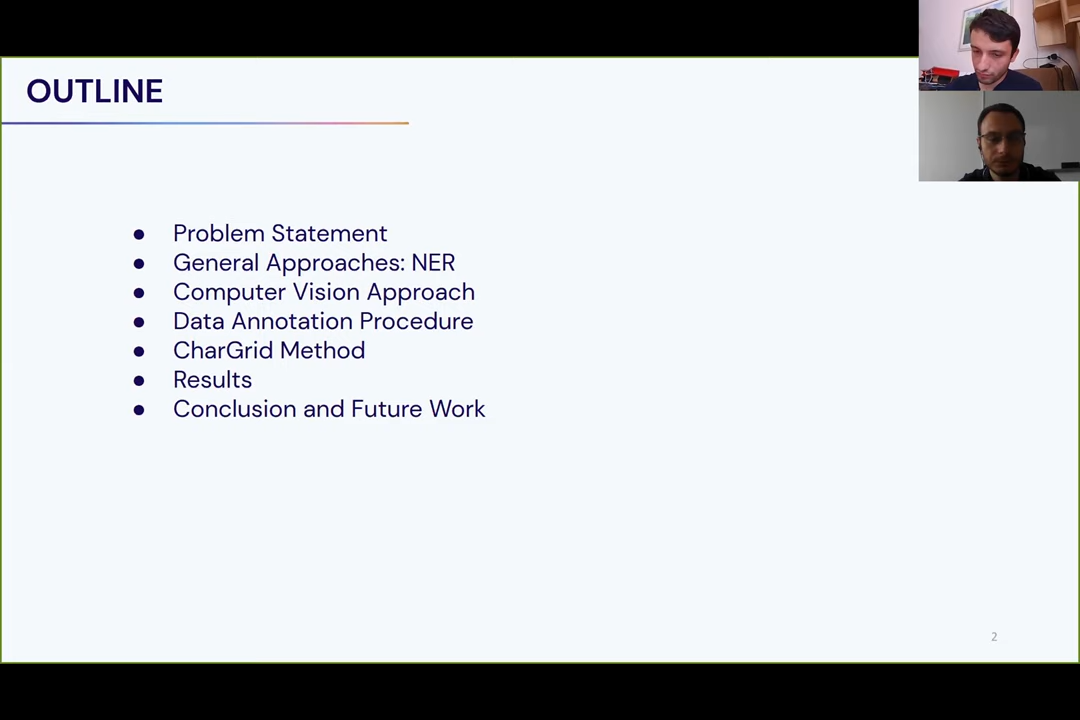 OUTLINE
● Problem Statement
● General Approaches: NER
● Computer Vision Approach
● Data Annotation Procedure
● CharGrid Method
● Results
● Conclusion and Future Work
2